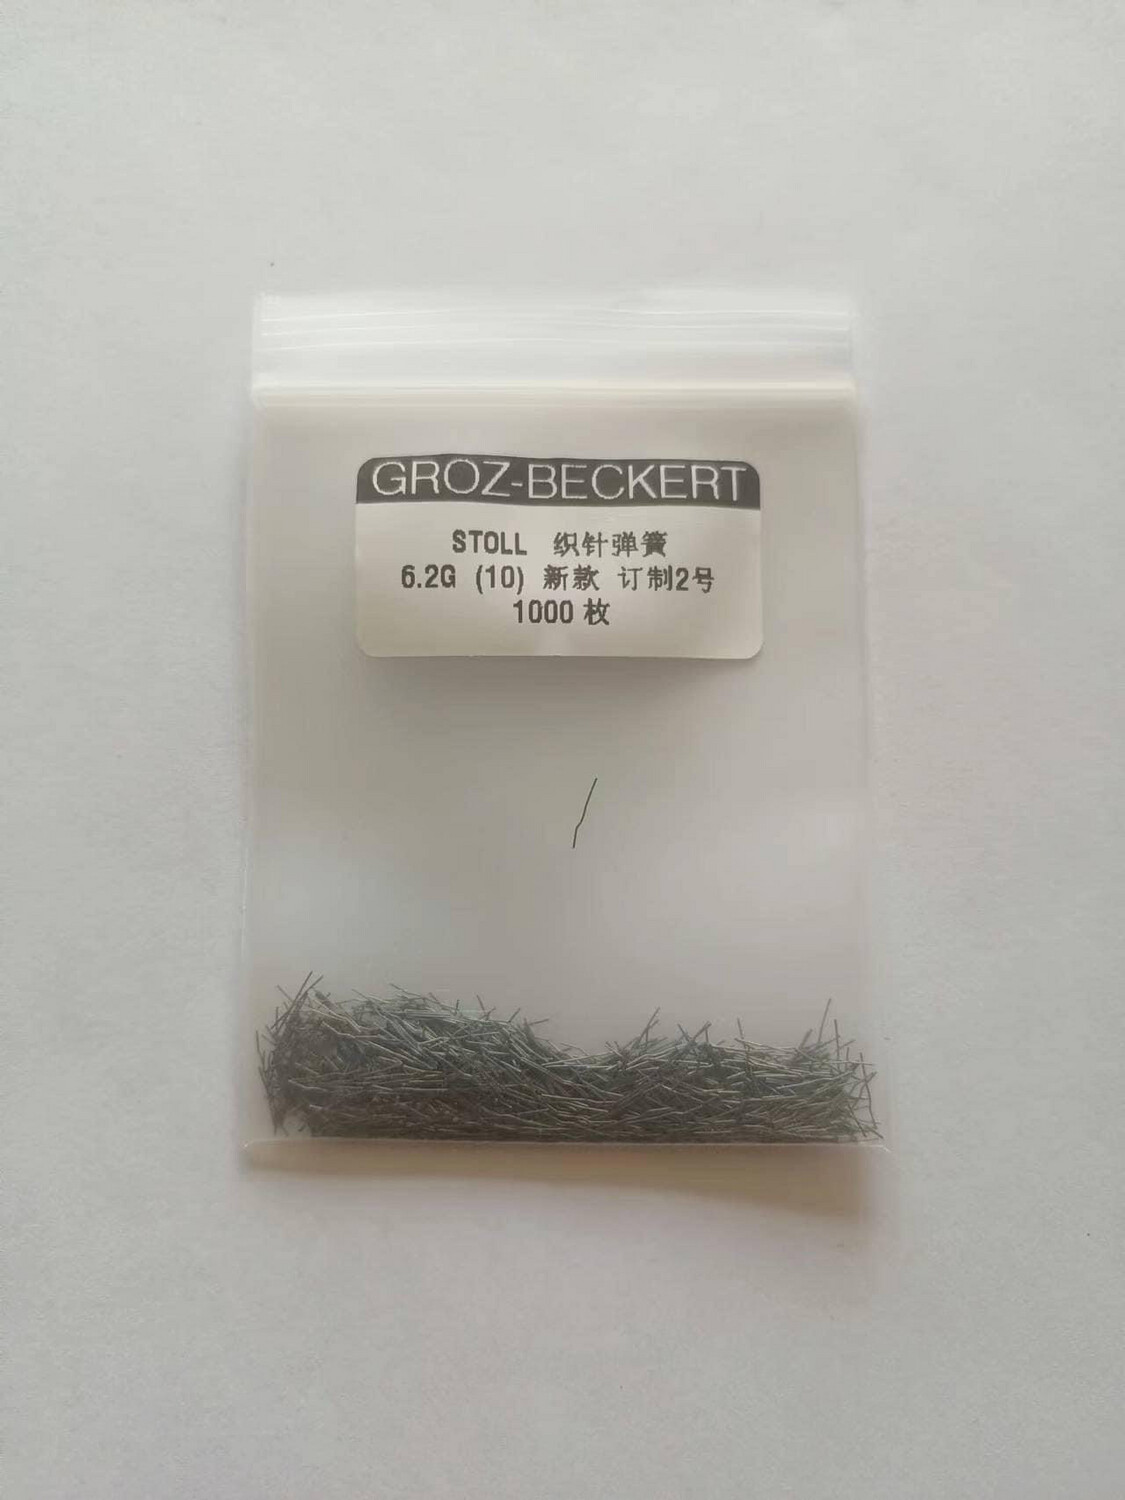 GROZ-BECKERT
STOLL 织针弹簧
6.2G (10) 新款 订制2号
1000 枚